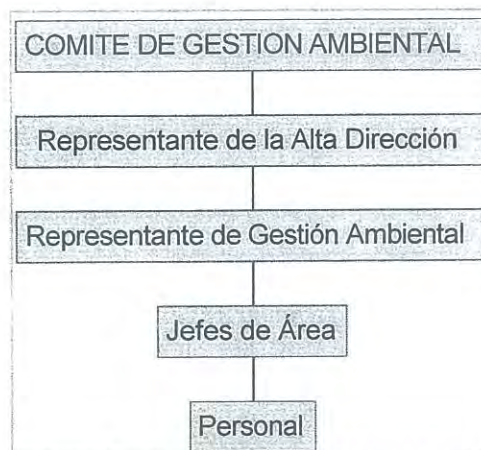 COMITE DE GESTION AMBIENTAL
Representante de la Alta Dirección
Representante de Gestión Ambiental
Jefes de Área
Personal